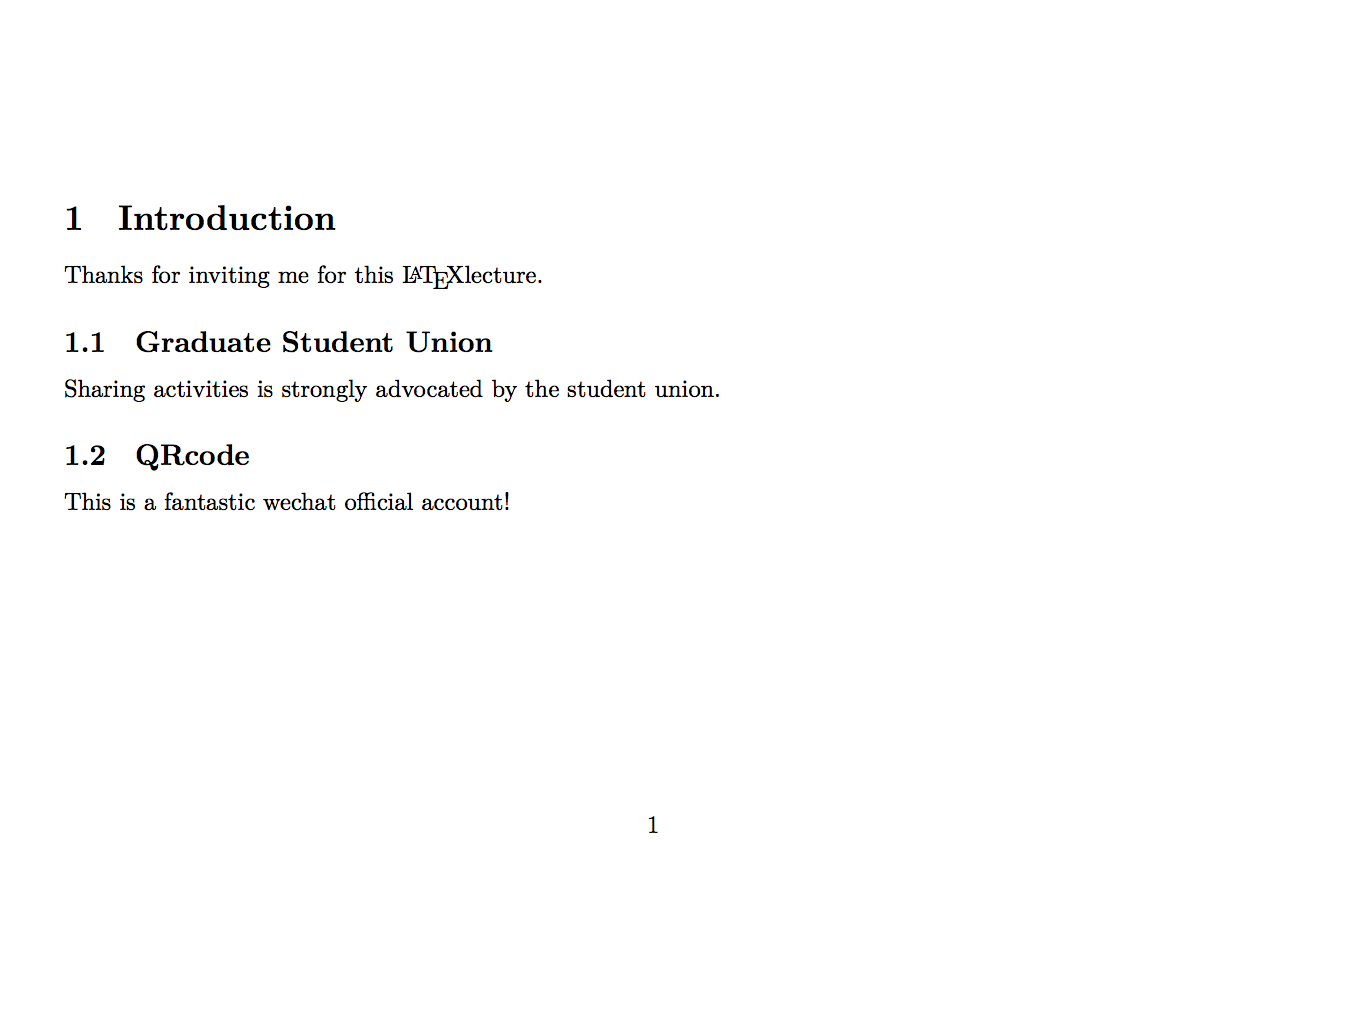 1 Introduction
Thanks for inviting me for this LATEXlecture.
1.1 Graduate Student Union
Sharing activities is strongly advocated by the student union.
1.2 QRcode
This is a fantastic wechat official account!
1